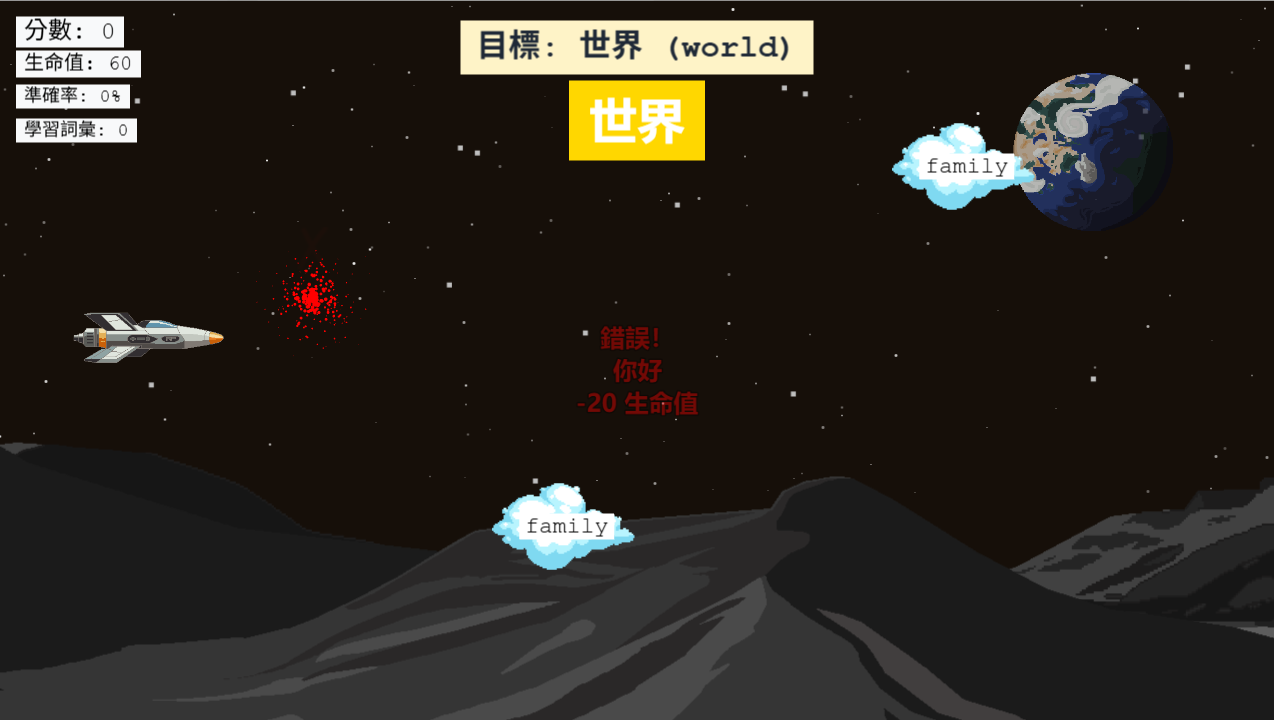 分數: 0
生命值: 60
準確率: 0%
學習詞彙: 0
目標: 世界 (world)
世界
family
錯誤!
你好
-20 生命值
family